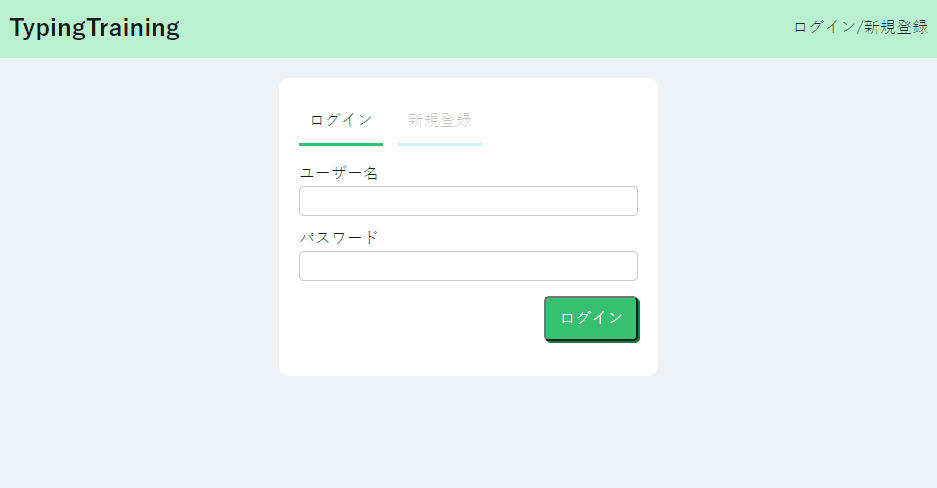 TypingTraining
ログイン/新規登録
ログイン 新規登録
ユーザー名
パスワード
ログイン